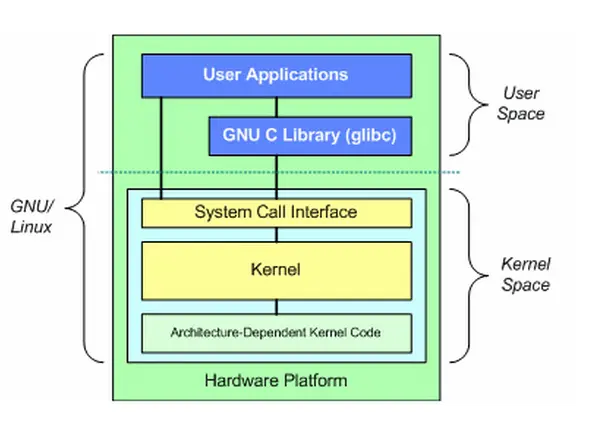 User Applications
User
Space
GNU C Library (glibc)
GNU/
Linux
System Call Interface
Kernel
Kernel
Space
Architecture-Dependent Kernel Code
Hardware Platform